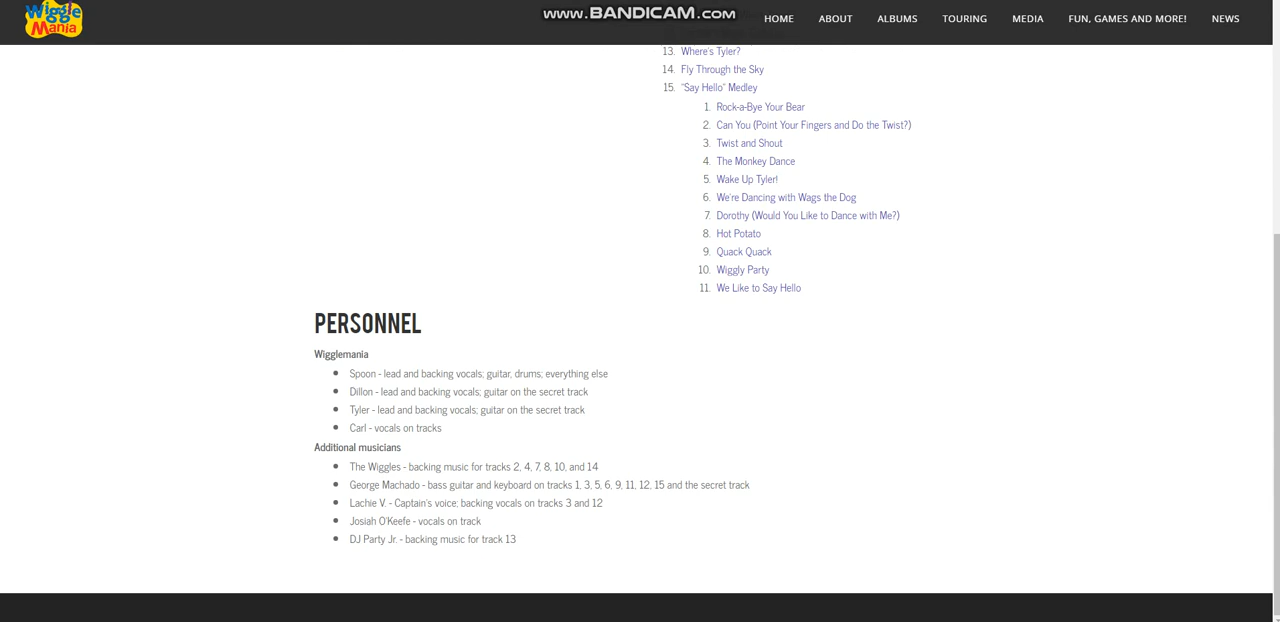 Wiggle
Mania
www.BANDICAM.com
HOME
ABOUT
ALBUMS
TOURING
MEDIA
FUN, GAMES AND MORE!
NEWS
13. Where's Tyler?
14. Fly Through the Sky
15. "Say Hello" Medley
1. Rock-a-Bye Your Bear
2. Can You (Point Your Fingers and Do the Twist?)
3. Twist and Shout
4. The Monkey Dance
5. Wake Up Tyler!
6. We're Dancing with Wags the Dog
7. Dorothy (Would You Like to Dance with Me?)
8. Hot Potato
9. Quack Quack
10. Wiggly Party
11. We Like to Say Hello
PERSONNEL
Wigglemania
Spoon - lead and backing vocals; guitar, drums; everything else
Dillon - lead and backing vocals; guitar on the secret track
Tyler - lead and backing vocals; guitar on the secret track
Carl - vocals on tracks
Additional musicians
The Wiggles - backing music for tracks 2, 4, 7, 8, 10, and 14
George Machado - bass guitar and keyboard on tracks 1, 3, 5, 6, 9, 11, 12, 15 and the secret track
Lachie V. - Captain's voice; backing vocals on tracks 3 and 12
Josiah O'Keefe - vocals on track
DJ Party Jr. - backing music for track 13